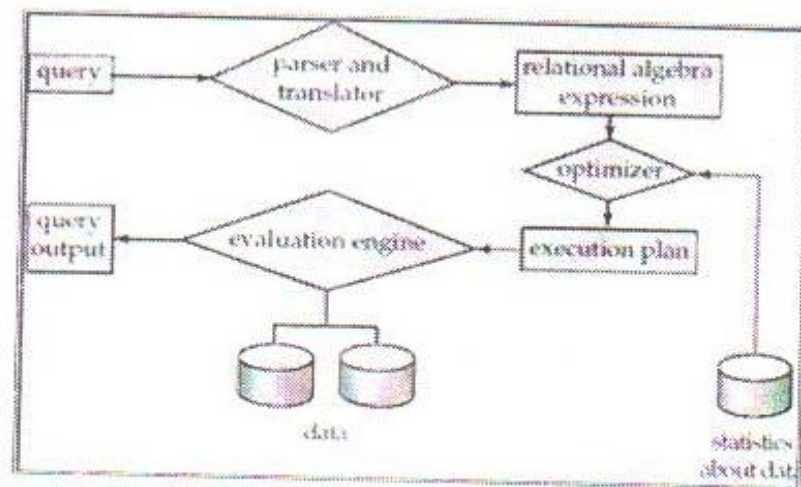 query
parser and
translator
relational algebra
expression
optimizer
execution plan
evaluation engine
query
output
data
statistics
about data